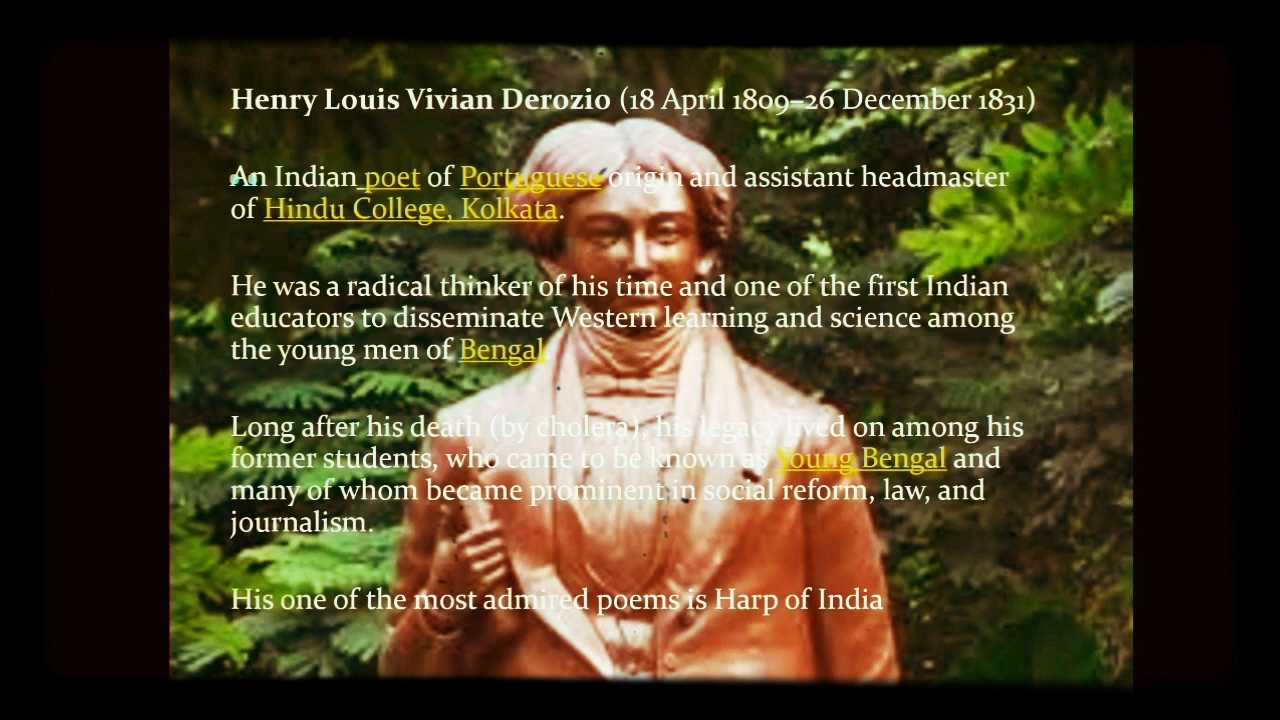 Henry Louis Vivian Derozio (18 April 1809–26 December 1831)
An Indian poet of Portuguese origin and assistant headmaster
of Hindu College, Kolkata.
He was a radical thinker of his time and one of the first Indian
educators to disseminate Western learning and science among
the young men of Bengal.
Long after his death (by cholera), his legacy lived on among his
former students, who came to be known as Young Bengal and
many of whom became prominent in social reform, law, and
journalism.
His one of the most admired poems is Harp of India